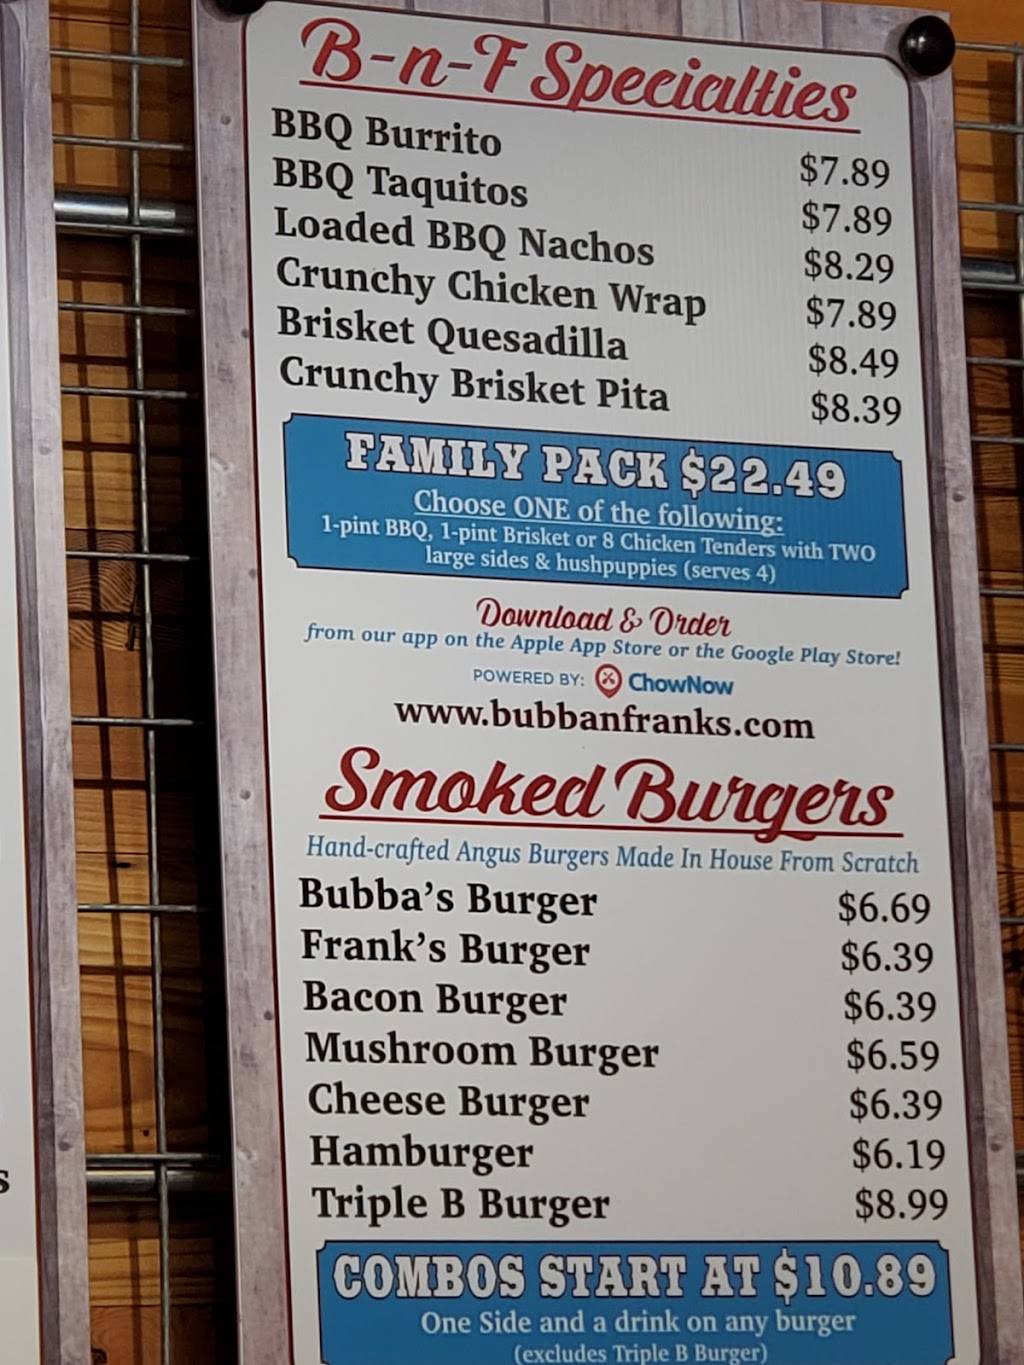 B-n-F Specialties
BBQ Burrito $7.89
BBQ Taquitos $7.89
Loaded BBQ Nachos $8.29
Crunchy Chicken Wrap $7.89
Brisket Quesadilla $8.49
Crunchy Brisket Pita $8.39
FAMILY PACK $22.49
Choose ONE of the following:
1-pint BBQ, 1-pint Brisket or 8 Chicken Tenders with TWO
large sides & hushpuppies (serves 4)
Download & Order
from our app on the Apple App Store or the Google Play Store!
POWERED BY: ChowNow
www.bubbanfranks.com
Smoked Burgers
Hand-crafted Angus Burgers Made In House From Scratch
Bubba's Burger $6.69
Frank's Burger $6.39
Bacon Burger $6.39
Mushroom Burger $6.59
Cheese Burger $6.39
Hamburger $6.19
Triple B Burger $8.99
COMBOS START AT $10.89
One Side and a drink on any burger
(excludes Triple B Burger)
s